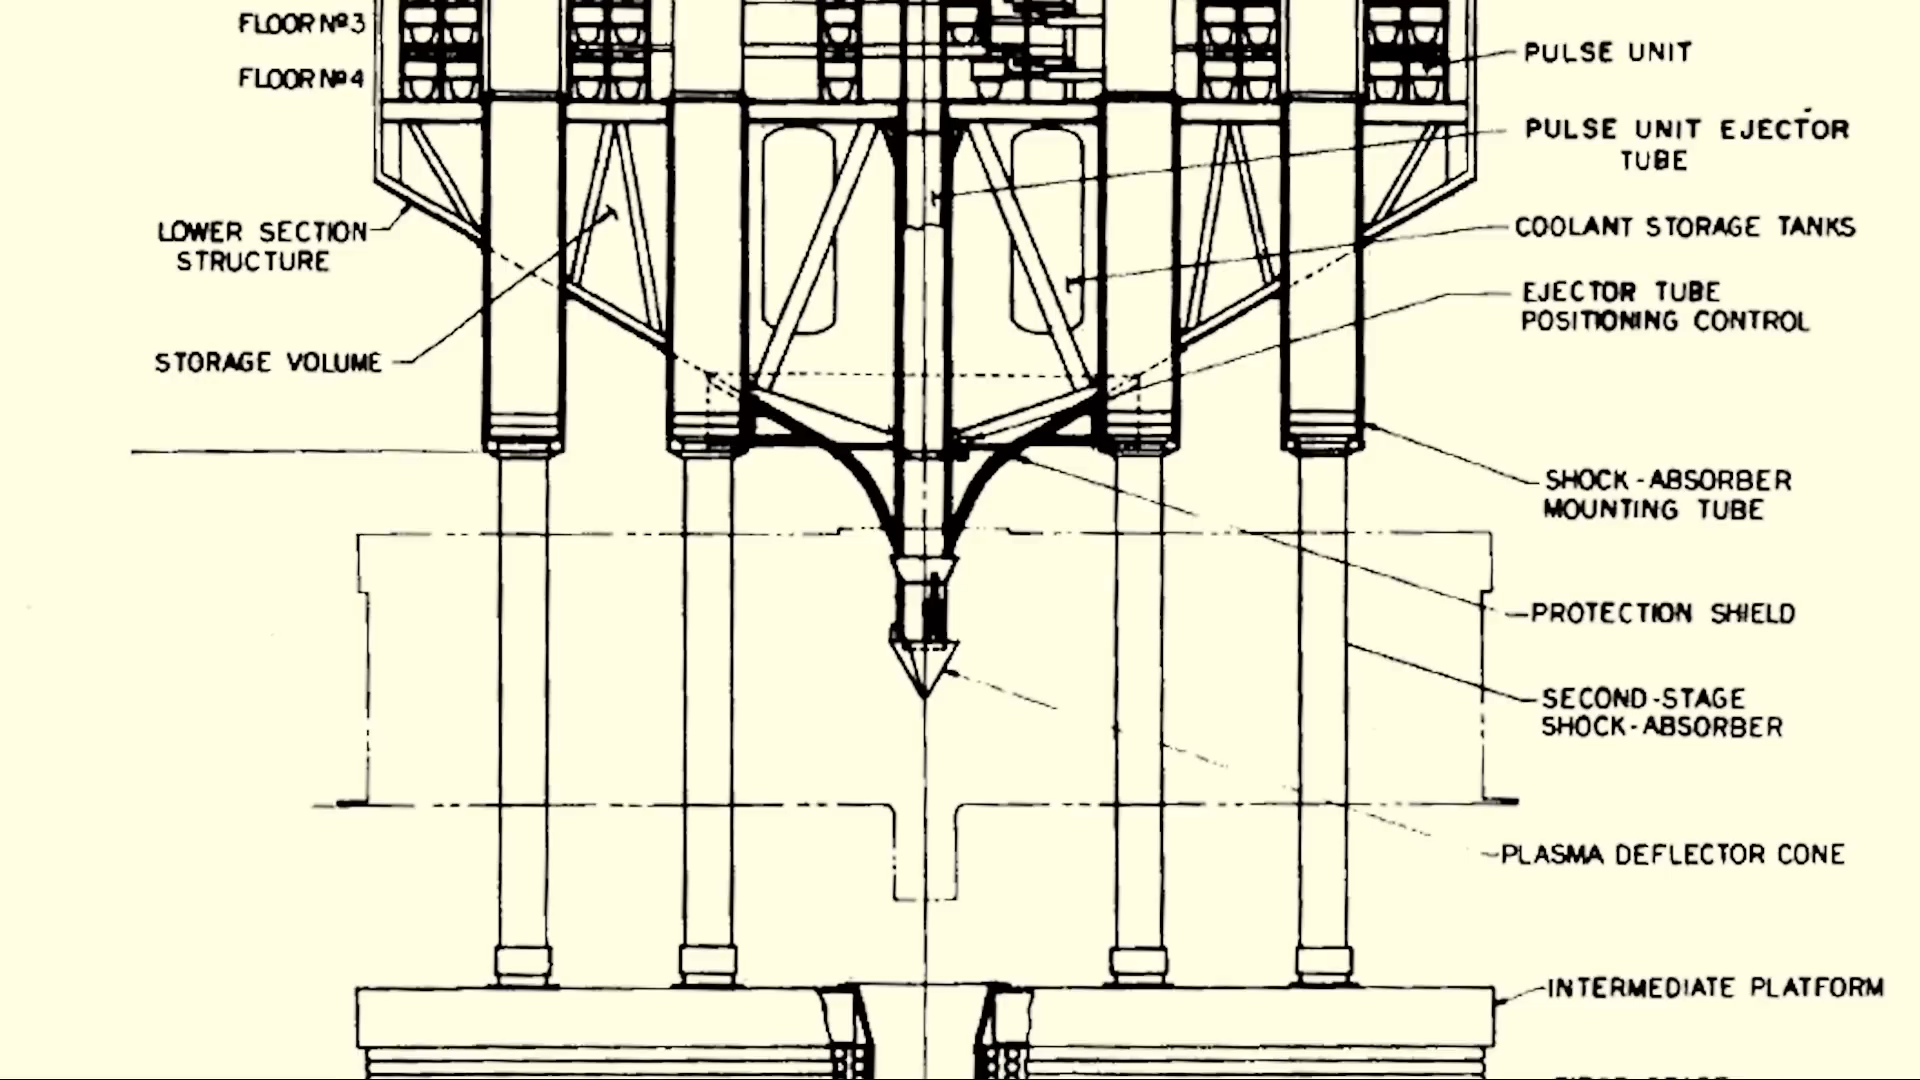 FLOOR Nº3
FLOOR Nº4
LOWER SECTION
STRUCTURE
STORAGE VOLUME
PULSE UNIT
PULSE UNIT EJECTOR
TUBE
COOLANT STORAGE TANKS
EJECTOR TUBE
POSITIONING CONTROL
SHOCK-ABSORBER
MOUNTING TUBE
PROTECTION SHIELD
SECOND-STAGE
SHOCK-ABSORBER
PLASMA DEFLECTOR CONE
INTERMEDIATE PLATFORM